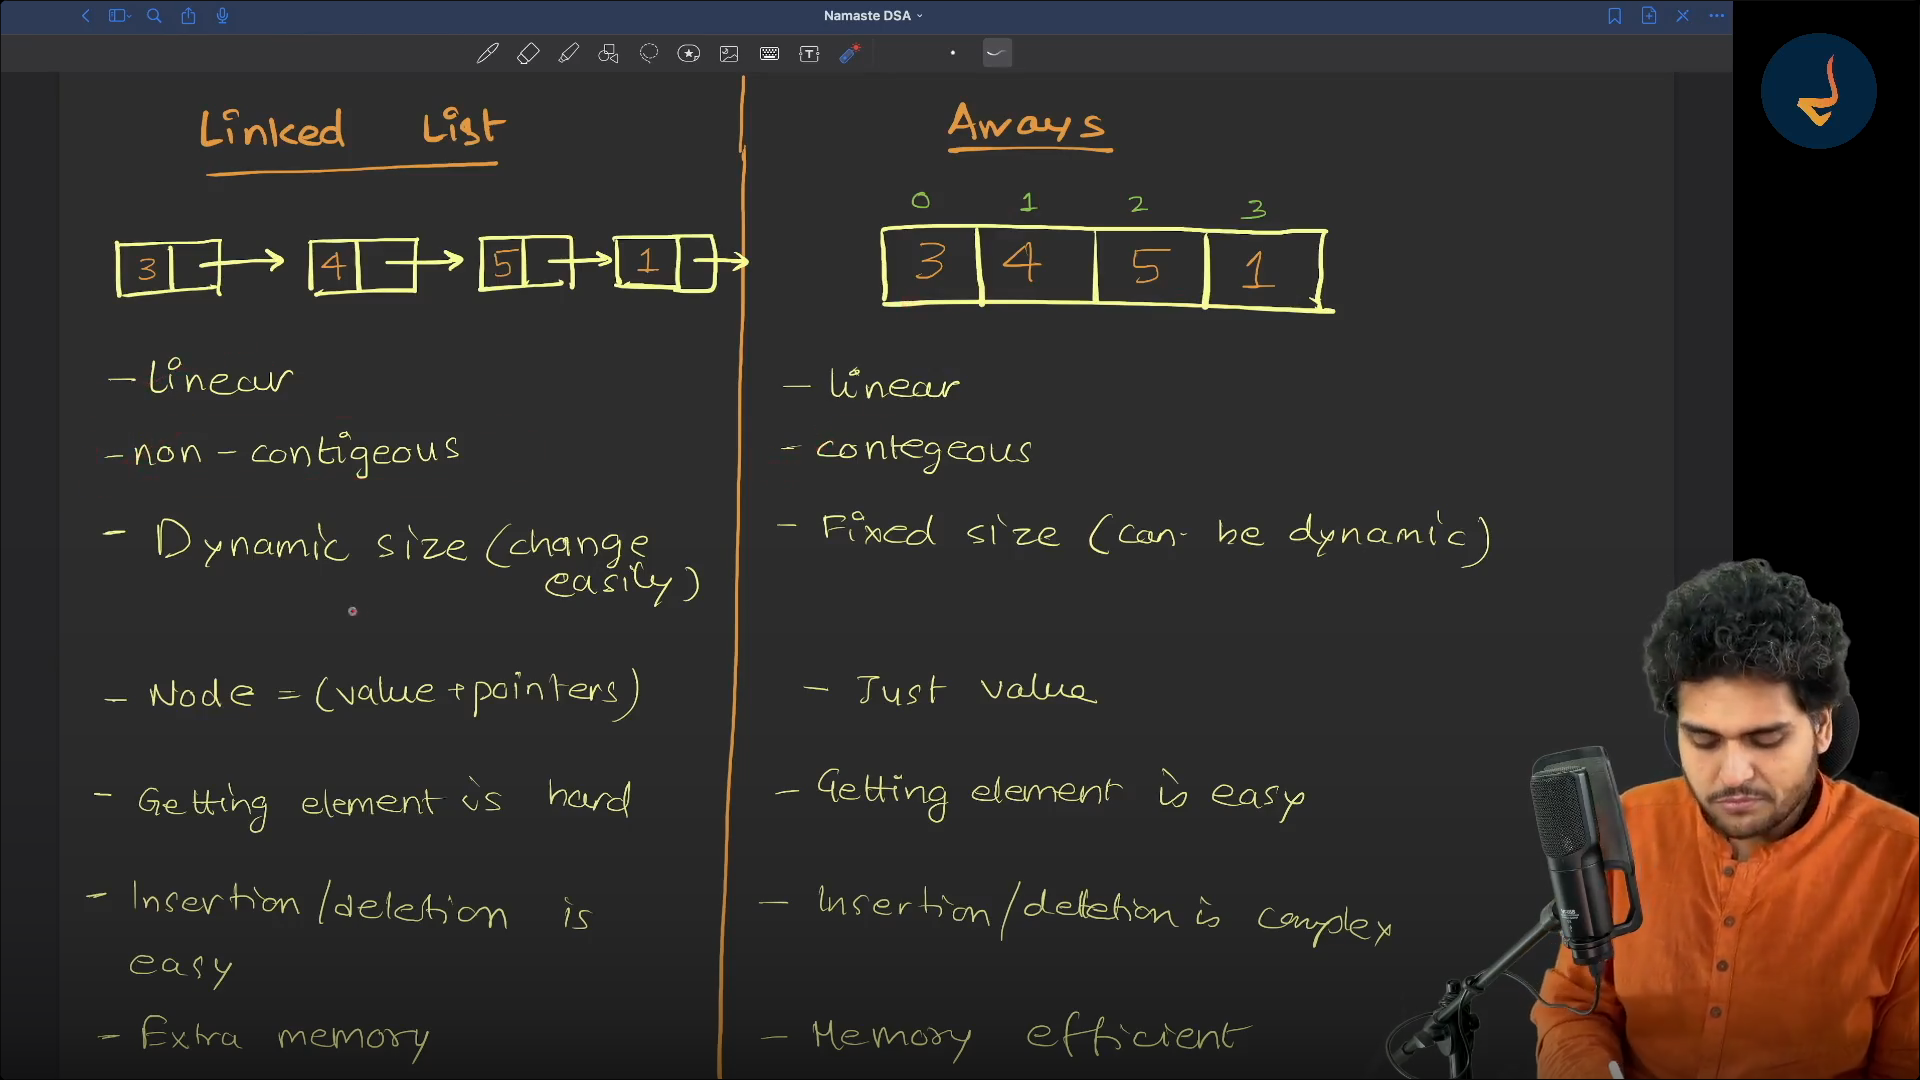 Namaste DSA
Linked List
3 4 5 1
- Linear
- non - contigeous
- Dynamic size (change
easily)
- Node = (value + pointers)
- Getting element is hard
- Insertion/deletion is
easy
- Extra memory
Arrays
0 1 2 3
3 4 5 1
- linear
- contegeous
- Fixed size (can be dynamic)
- Just value
- Getting element is easy
- Insertion/deletion is complex
- Memory efficient